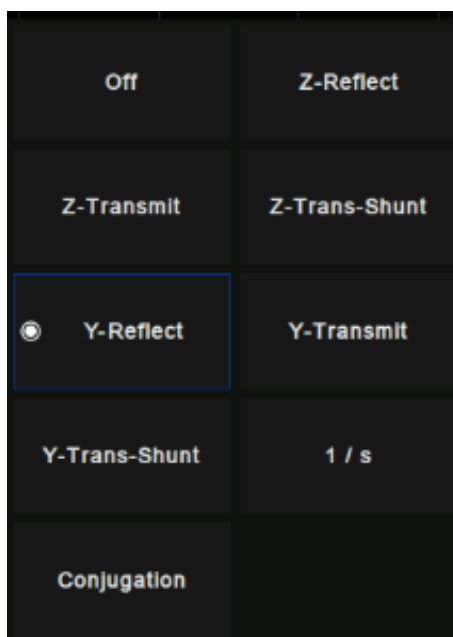 Off
Z-Reflect
Z-Transmit
Z-Trans-Shunt
Y-Reflect
Y-Transmit
Y-Trans-Shunt
1 / s
Conjugation